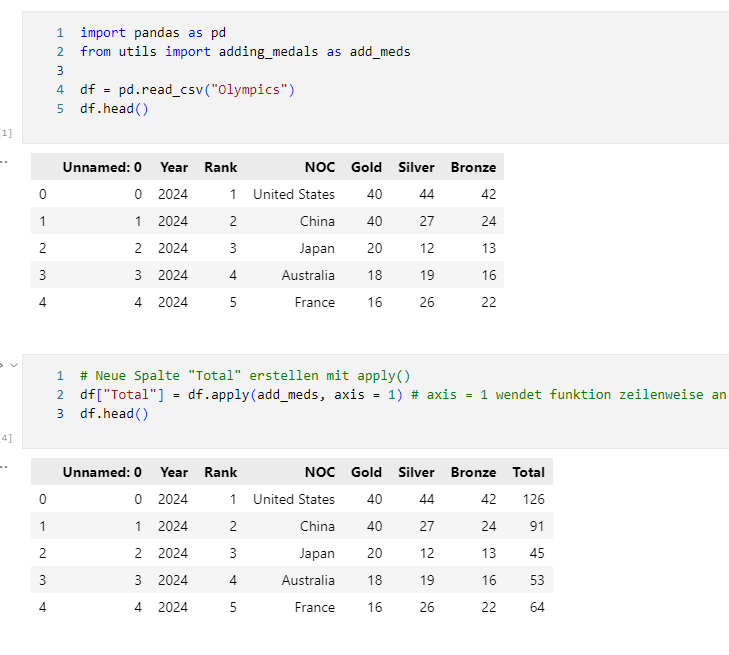 1 import pandas as pd
2 from utils import adding_medals as add_meds
3
4 df = pd.read_csv("Olympics")
5 df.head()
1]
..
Unnamed: 0 Year Rank NOC Gold Silver Bronze
0 0 2024 1 United States 40 44 42
1 1 2024 2 China 40 27 24
2 2 2024 3 Japan 20 12 13
3 3 2024 4 Australia 18 19 16
4 4 2024 5 France 16 26 22
1 # Neue Spalte "Total" erstellen mit apply()
2 df["Total"] = df.apply(add_meds, axis = 1) # axis = 1 wendet funktion zeilenweise an
3 df.head()
4]
..
Unnamed: 0 Year Rank NOC Gold Silver Bronze Total
0 0 2024 1 United States 40 44 42 126
1 1 2024 2 China 40 27 24 91
2 2 2024 3 Japan 20 12 13 45
3 3 2024 4 Australia 18 19 16 53
4 4 2024 5 France 16 26 22 64